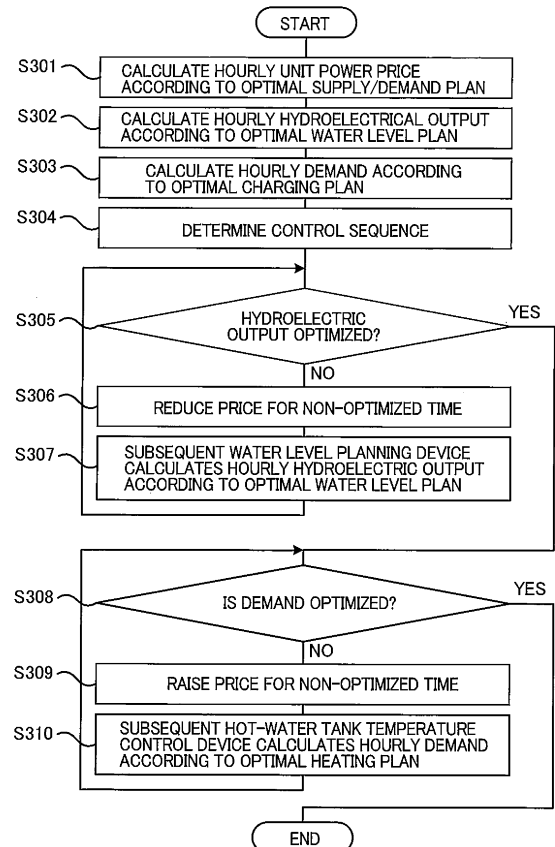 START
S301
CALCULATE HOURLY UNIT POWER PRICE
ACCORDING TO OPTIMAL SUPPLY/DEMAND PLAN
S302
CALCULATE HOURLY HYDROELECTRICAL OUTPUT
ACCORDING TO OPTIMAL WATER LEVEL PLAN
S303
CALCULATE HOURLY DEMAND ACCORDING
TO OPTIMAL CHARGING PLAN
S304
DETERMINE CONTROL SEQUENCE
S305
HYDROELECTRIC
OUTPUT OPTIMIZED?
YES
NO
S306
REDUCE PRICE FOR NON-OPTIMIZED TIME
S307
SUBSEQUENT WATER LEVEL PLANNING DEVICE
CALCULATES HOURLY HYDROELECTRIC OUTPUT
ACCORDING TO OPTIMAL WATER LEVEL PLAN
S308
IS DEMAND OPTIMIZED?
YES
NO
S309
RAISE PRICE FOR NON-OPTIMIZED TIME
S310
SUBSEQUENT HOT-WATER TANK TEMPERATURE
CONTROL DEVICE CALCULATES HOURLY DEMAND
ACCORDING TO OPTIMAL HEATING PLAN
END